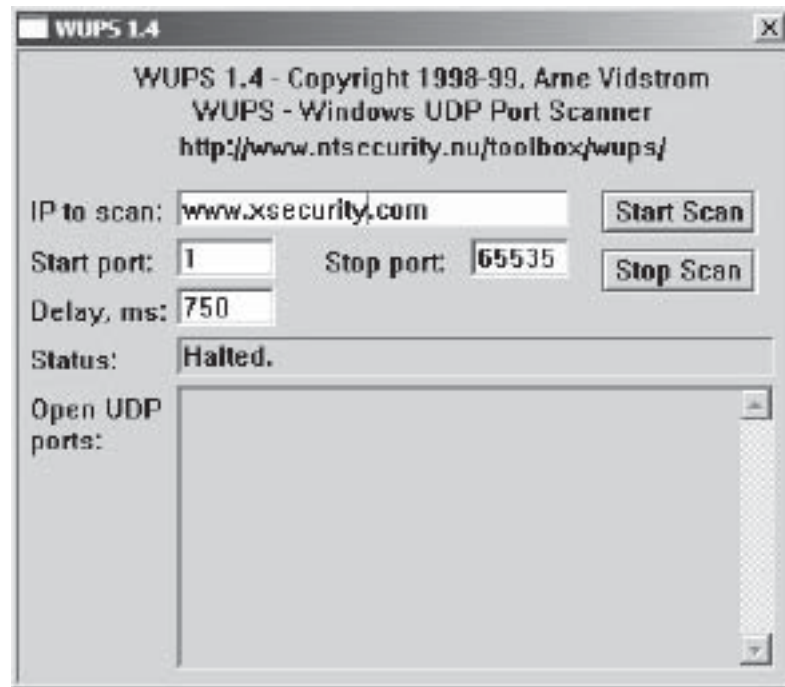 WUPS 1.4
WUPS 1.4 - Copyright 1998-99, Arne Vidstrom
WUPS - Windows UDP Port Scanner
http://www.ntsecurity.nu/toolbox/wups/
IP to scan: www.xsecurity.com Start Scan
Start port: 1 Stop port: 65535 Stop Scan
Delay, ms: 750
Status: Halted.
Open UDP
ports: